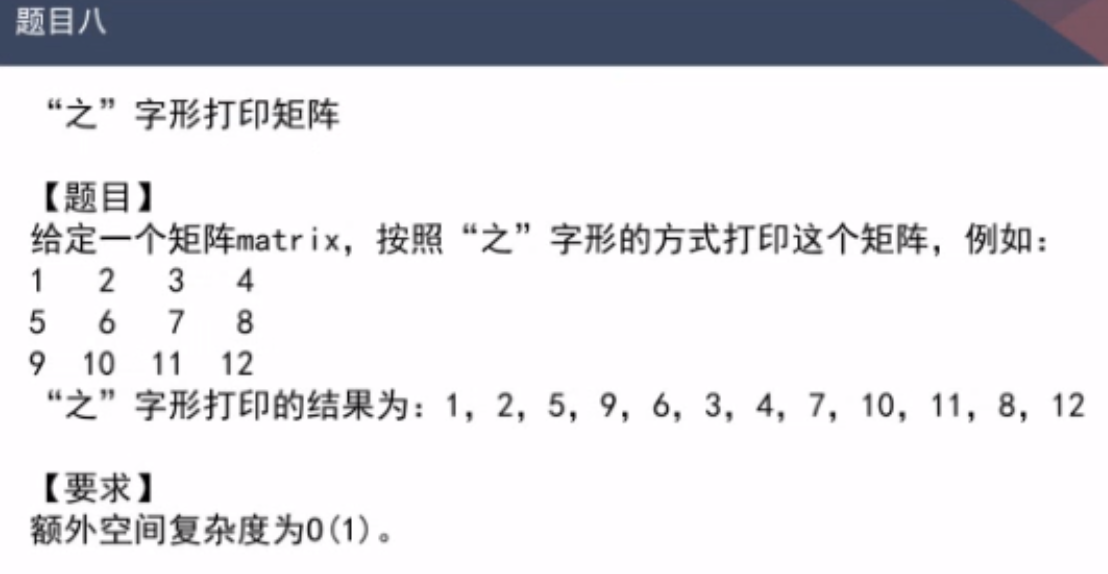 题目八
“之”字形打印矩阵
【题目】
给定一个矩阵matrix，按照“之”字形的方式打印这个矩阵，例如：
1 2 3 4
5 6 7 8
9 10 11 12
“之”字形打印的结果为：1，2，5，9，6，3，4，7，10，11，8，12
【要求】
额外空间复杂度为O(1)。